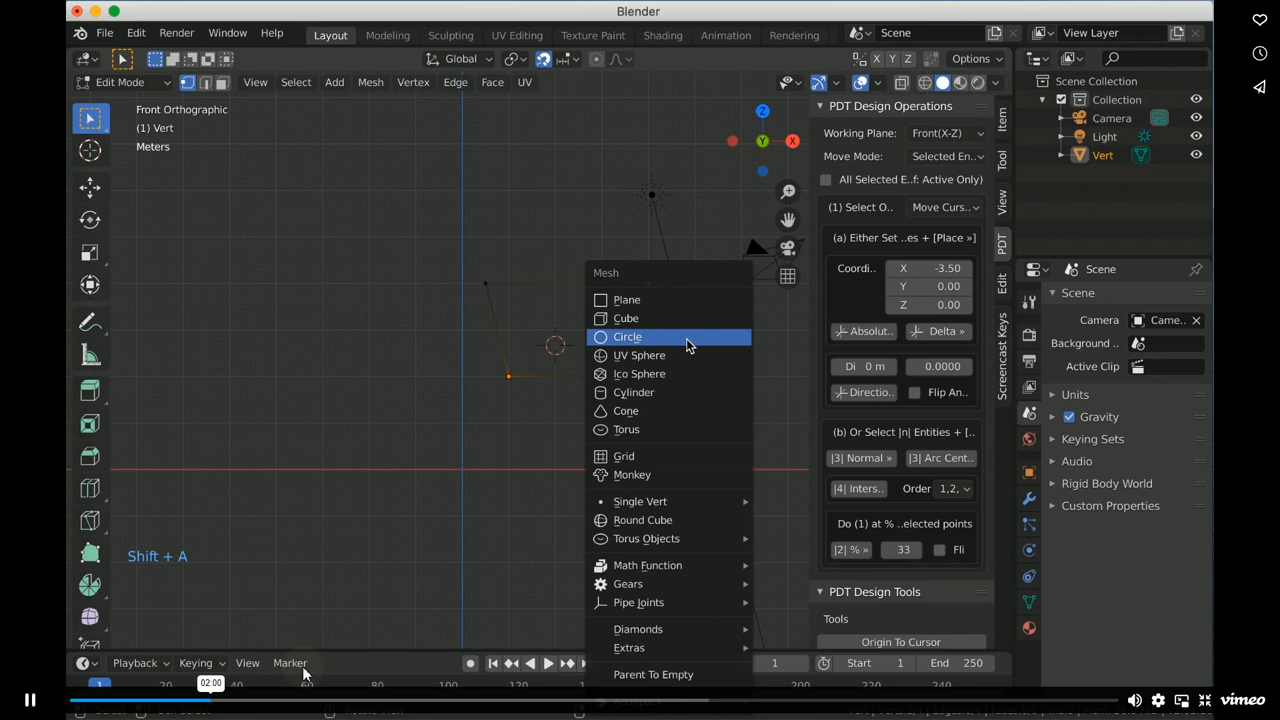 Blender
File Edit Render Window Help
Layout Modeling Sculpting UV Editing Texture Paint Shading Animation Rendering
Scene
View Layer
Global
X Y Z
Options
Edit Mode
View Select Add Mesh Vertex Edge Face UV
Front Orthographic
(1) Vert
Meters
Z
Y
X
Mesh
Plane
Cube
Circle
UV Sphere
Ico Sphere
Cylinder
Cone
Torus
Grid
Monkey
Single Vert
Round Cube
Torus Objects
Math Function
Gears
Pipe Joints
Diamonds
Extras
Parent To Empty
Shift + A
PDT Design Operations
Working Plane: Front(X-Z)
Move Mode: Selected En..
All Selected E..f: Active Only)
(1) Select O.. Move Curs..
(a) Either Set ..es + [Place »]
Coordi.. X -3.50
Y 0.00
Z 0.00
Absolut.. Delta »
Di 0 m 0.0000
Directio.. Flip An..
(b) Or Select |n| Entities + [..
|3| Normal » |3| Arc Cent..
|4| Inters.. Order 1,2,
Do (1) at % ..elected points
|2| % » 33 Fli
PDT Design Tools
Tools
Origin To Cursor
Item
Tool
View
PDT
Edit
Screencast Keys
Scene Collection
Collection
Camera
Light
Vert
Scene
Scene
Camera Came..
Background ..
Active Clip
Units
Gravity
Keying Sets
Audio
Rigid Body World
Custom Properties
Playback Keying View Marker
1 Start 1 End 250
1 20 40 60 80 100 120 200 220 240
02:00
vimeo